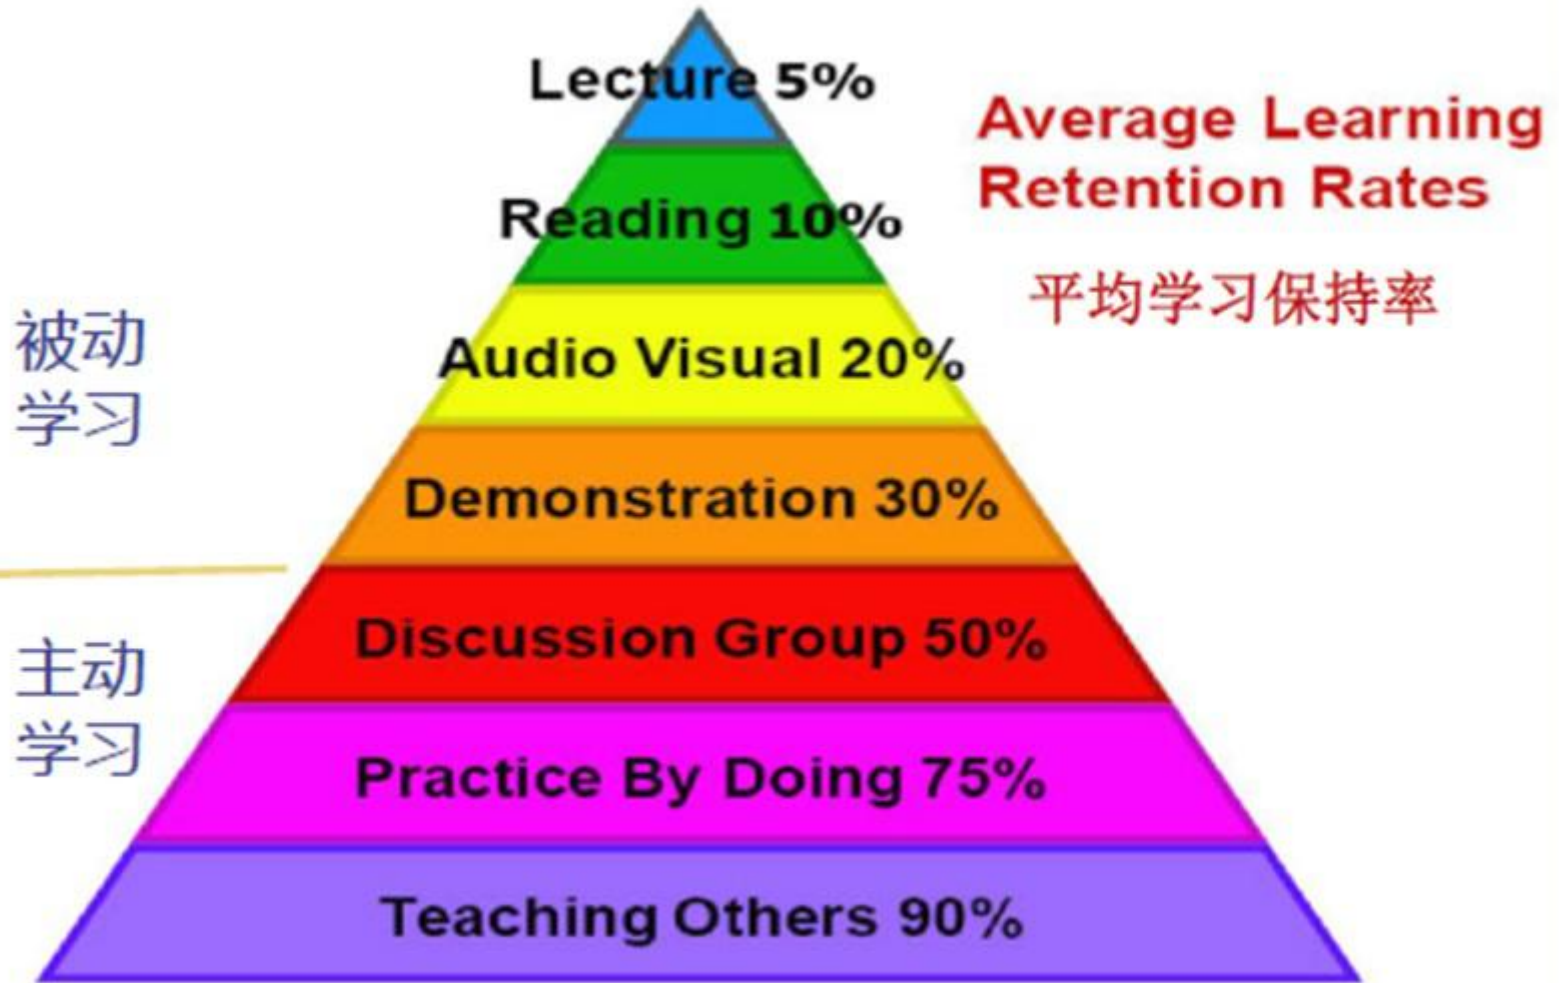 Lecture 5%
Average Learning
Retention Rates
平均学习保持率
Reading 10%
被动
学习
Audio Visual 20%
Demonstration 30%
主动
学习
Discussion Group 50%
Practice By Doing 75%
Teaching Others 90%